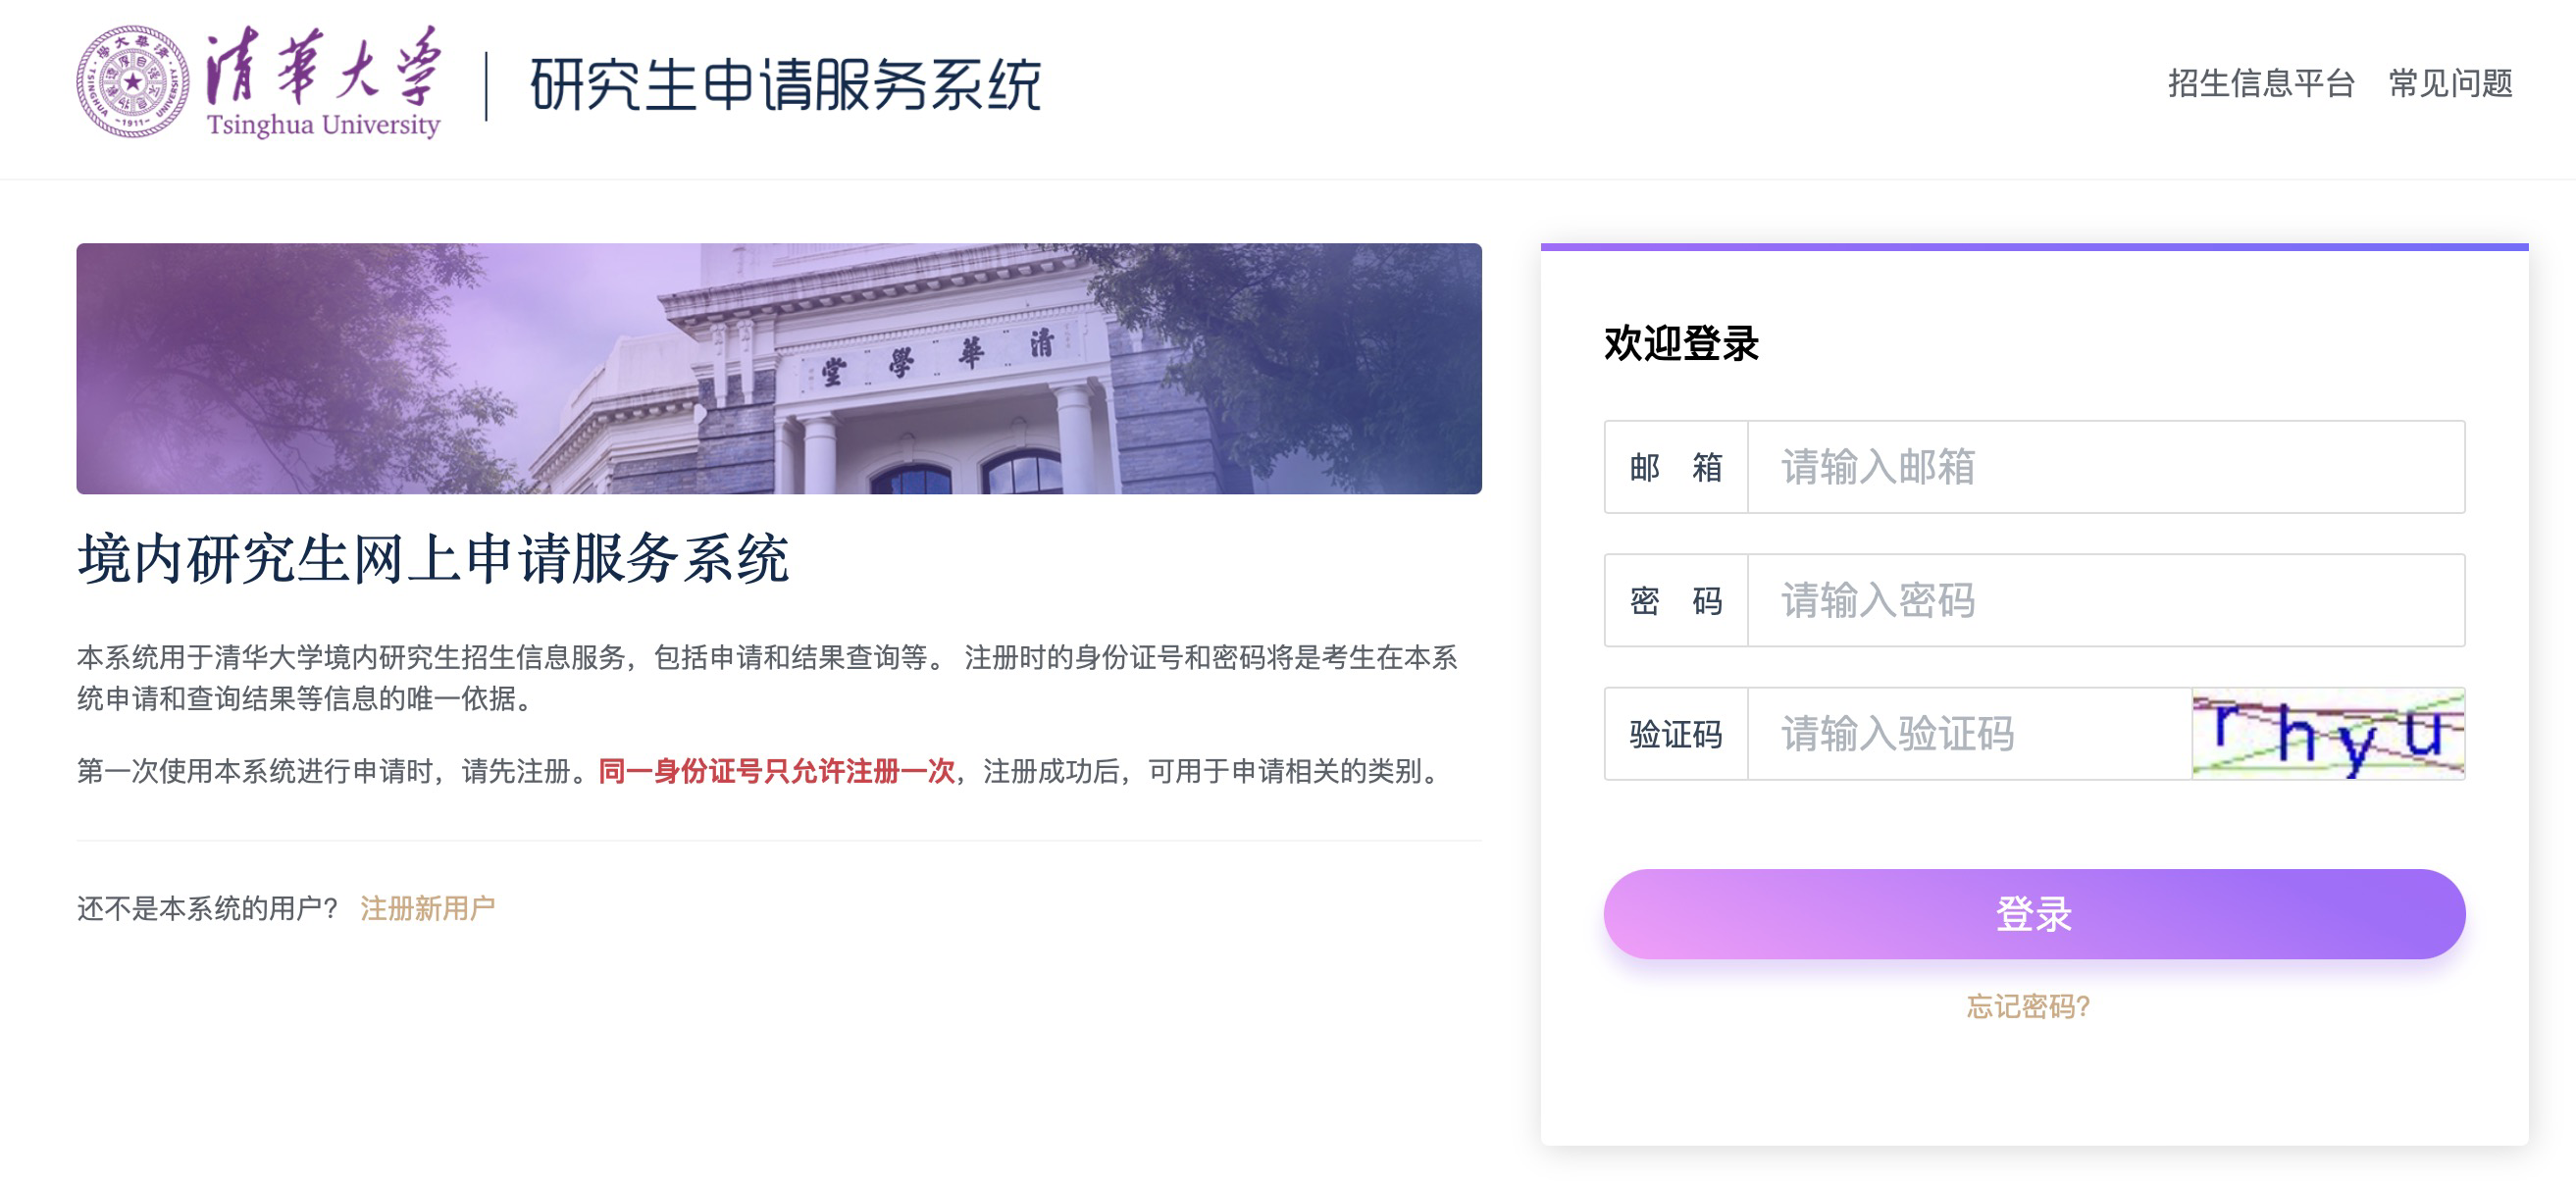 清華大学
Tsinghua University
研究生申请服务系统
招生信息平台 常见问题
TSINGHUA UNIVERSITY
-1911-
清
華
學
堂
境内研究生网上申请服务系统
本系统用于清华大学境内研究生招生信息服务，包括申请和结果查询等。 注册时的身份证号和密码将是考生在本系
统申请和查询结果等信息的唯一依据。
第一次使用本系统进行申请时，请先注册。同一身份证号只允许注册一次，注册成功后，可用于申请相关的类别。
还不是本系统的用户? 注册新用户
欢迎登录
邮 箱 请输入邮箱
密 码 请输入密码
验证码 请输入验证码 rhyu
登录
忘记密码?